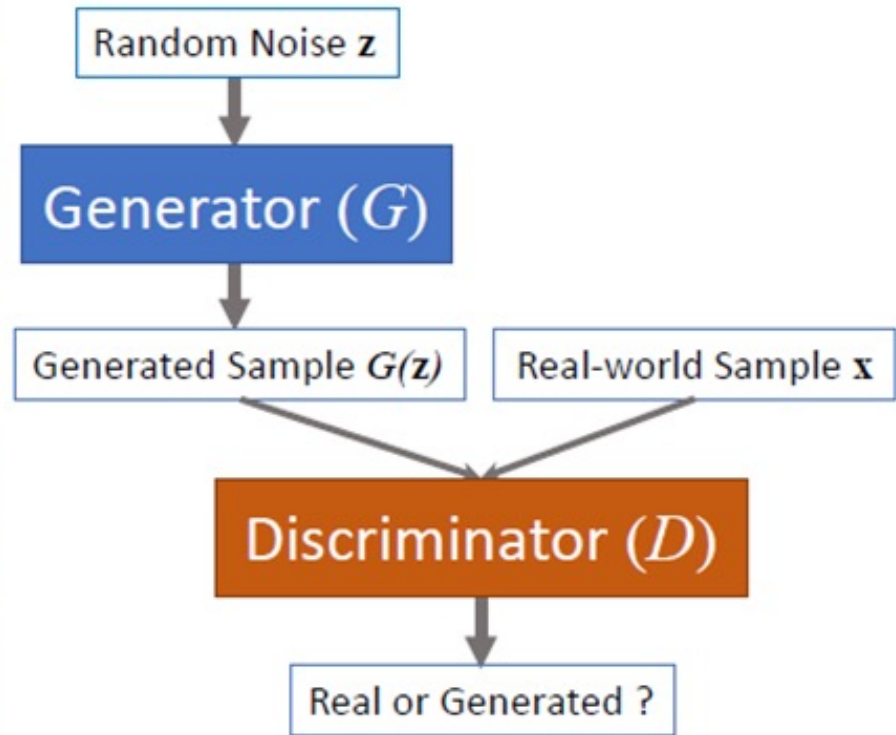 Random Noise z
Generator (G)
Generated Sample G(z)
Real-world Sample x
Discriminator (D)
Real or Generated ?